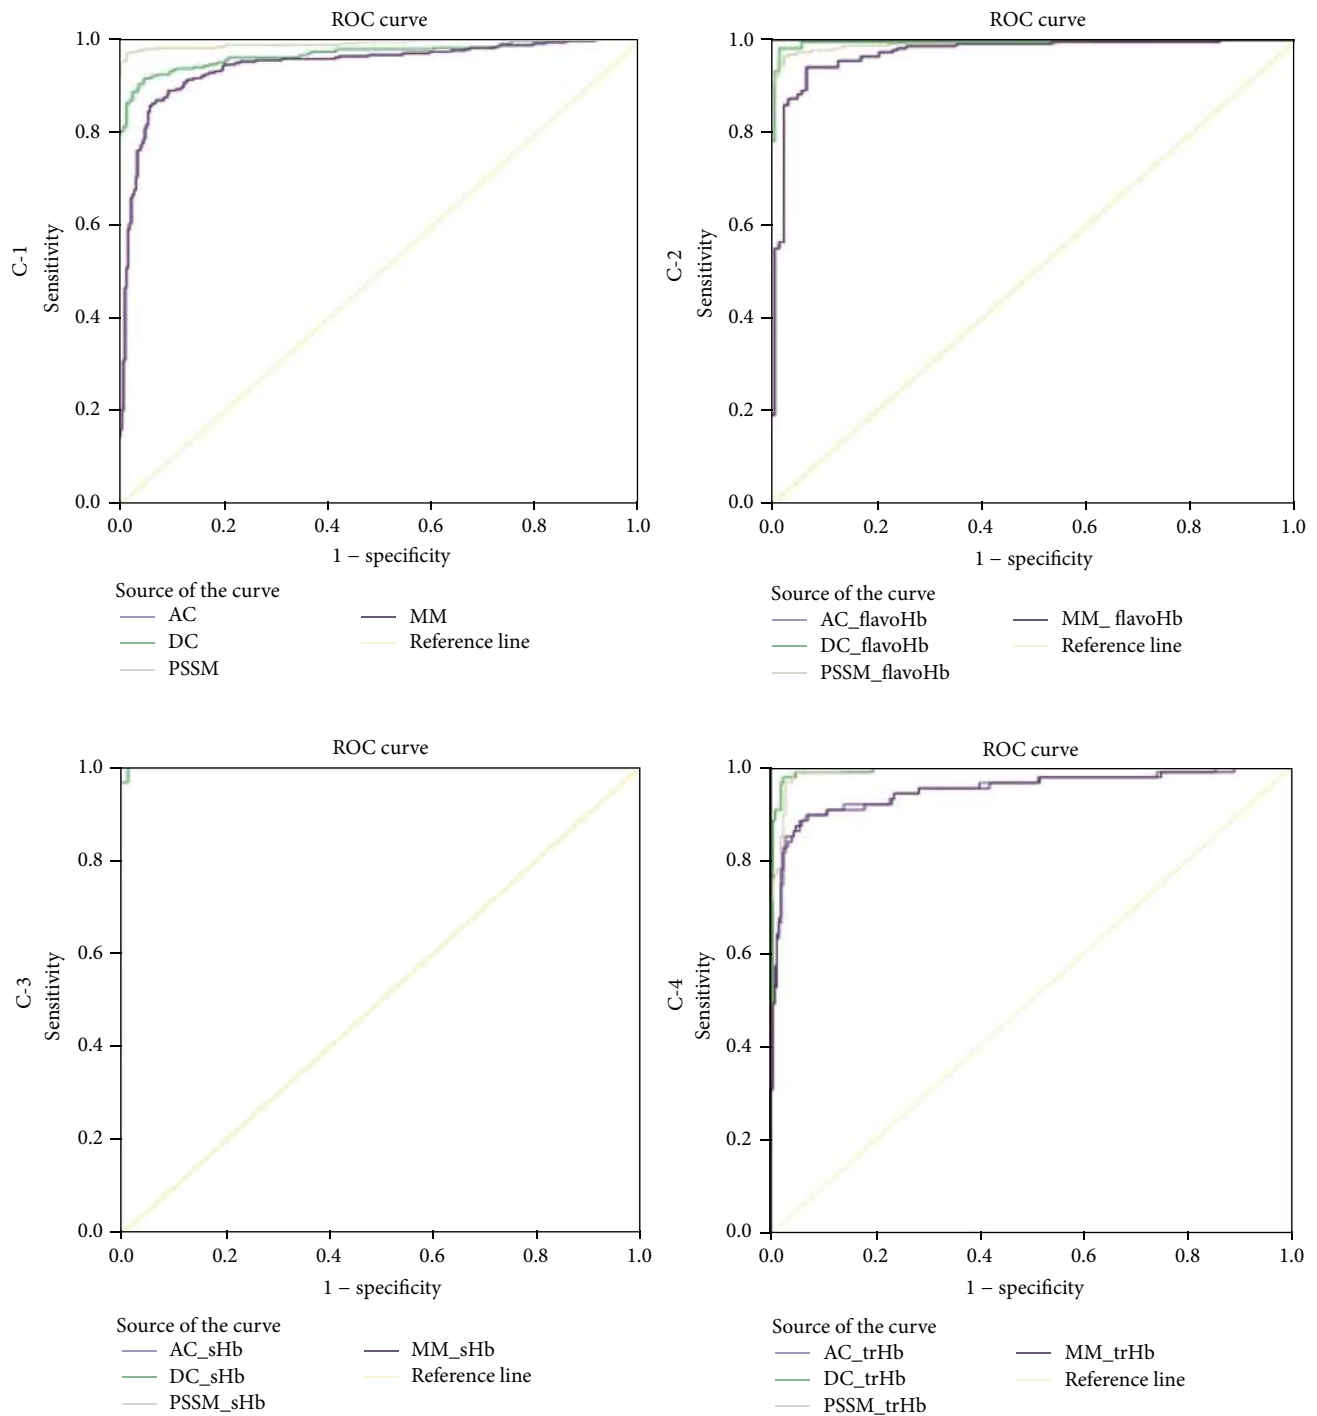 ROC curve
1.0
0.8
0.6
0.4
0.2
0.0
C-1
Sensitivity
0.0 0.2 0.4 0.6 0.8 1.0
1 − specificity
Source of the curve
AC
DC
PSSM
MM
Reference line
ROC curve
1.0
0.8
0.6
0.4
0.2
0.0
C-2
Sensitivity
0.0 0.2 0.4 0.6 0.8 1.0
1 − specificity
Source of the curve
AC_flavoHb
DC_flavoHb
PSSM_flavoHb
MM_ flavoHb
Reference line
ROC curve
1.0
0.8
0.6
0.4
0.2
0.0
C-3
Sensitivity
0.0 0.2 0.4 0.6 0.8 1.0
1 − specificity
Source of the curve
AC_sHb
DC_sHb
PSSM_sHb
MM_sHb
Reference line
ROC curve
1.0
0.8
0.6
0.4
0.2
0.0
C-4
Sensitivity
0.0 0.2 0.4 0.6 0.8 1.0
1 − specificity
Source of the curve
AC_trHb
DC_trHb
PSSM_trHb
MM_trHb
Reference line